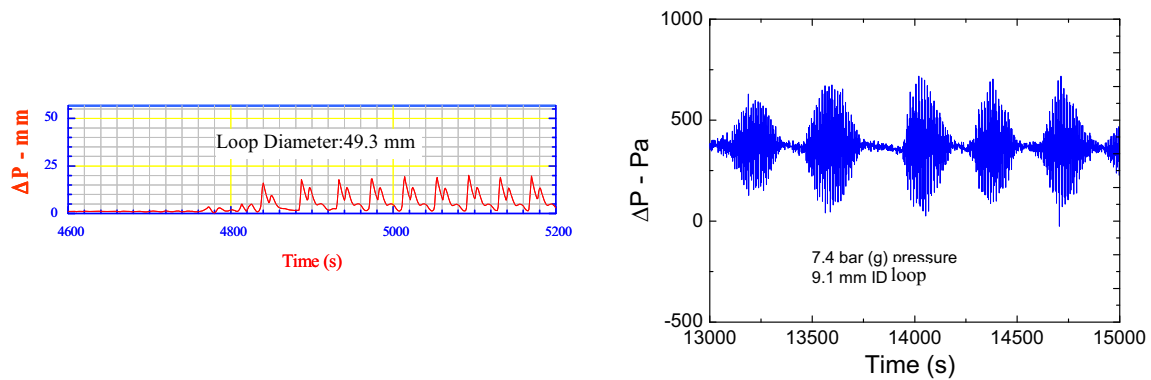 50
25
0
ΔP - mm
Loop Diameter:49.3 mm
4600
4800
5000
5200
Time (s)
1000
500
0
-500
ΔP - Pa
7.4 bar (g) pressure
9.1 mm ID loop
13000
13500
14000
14500
15000
Time (s)